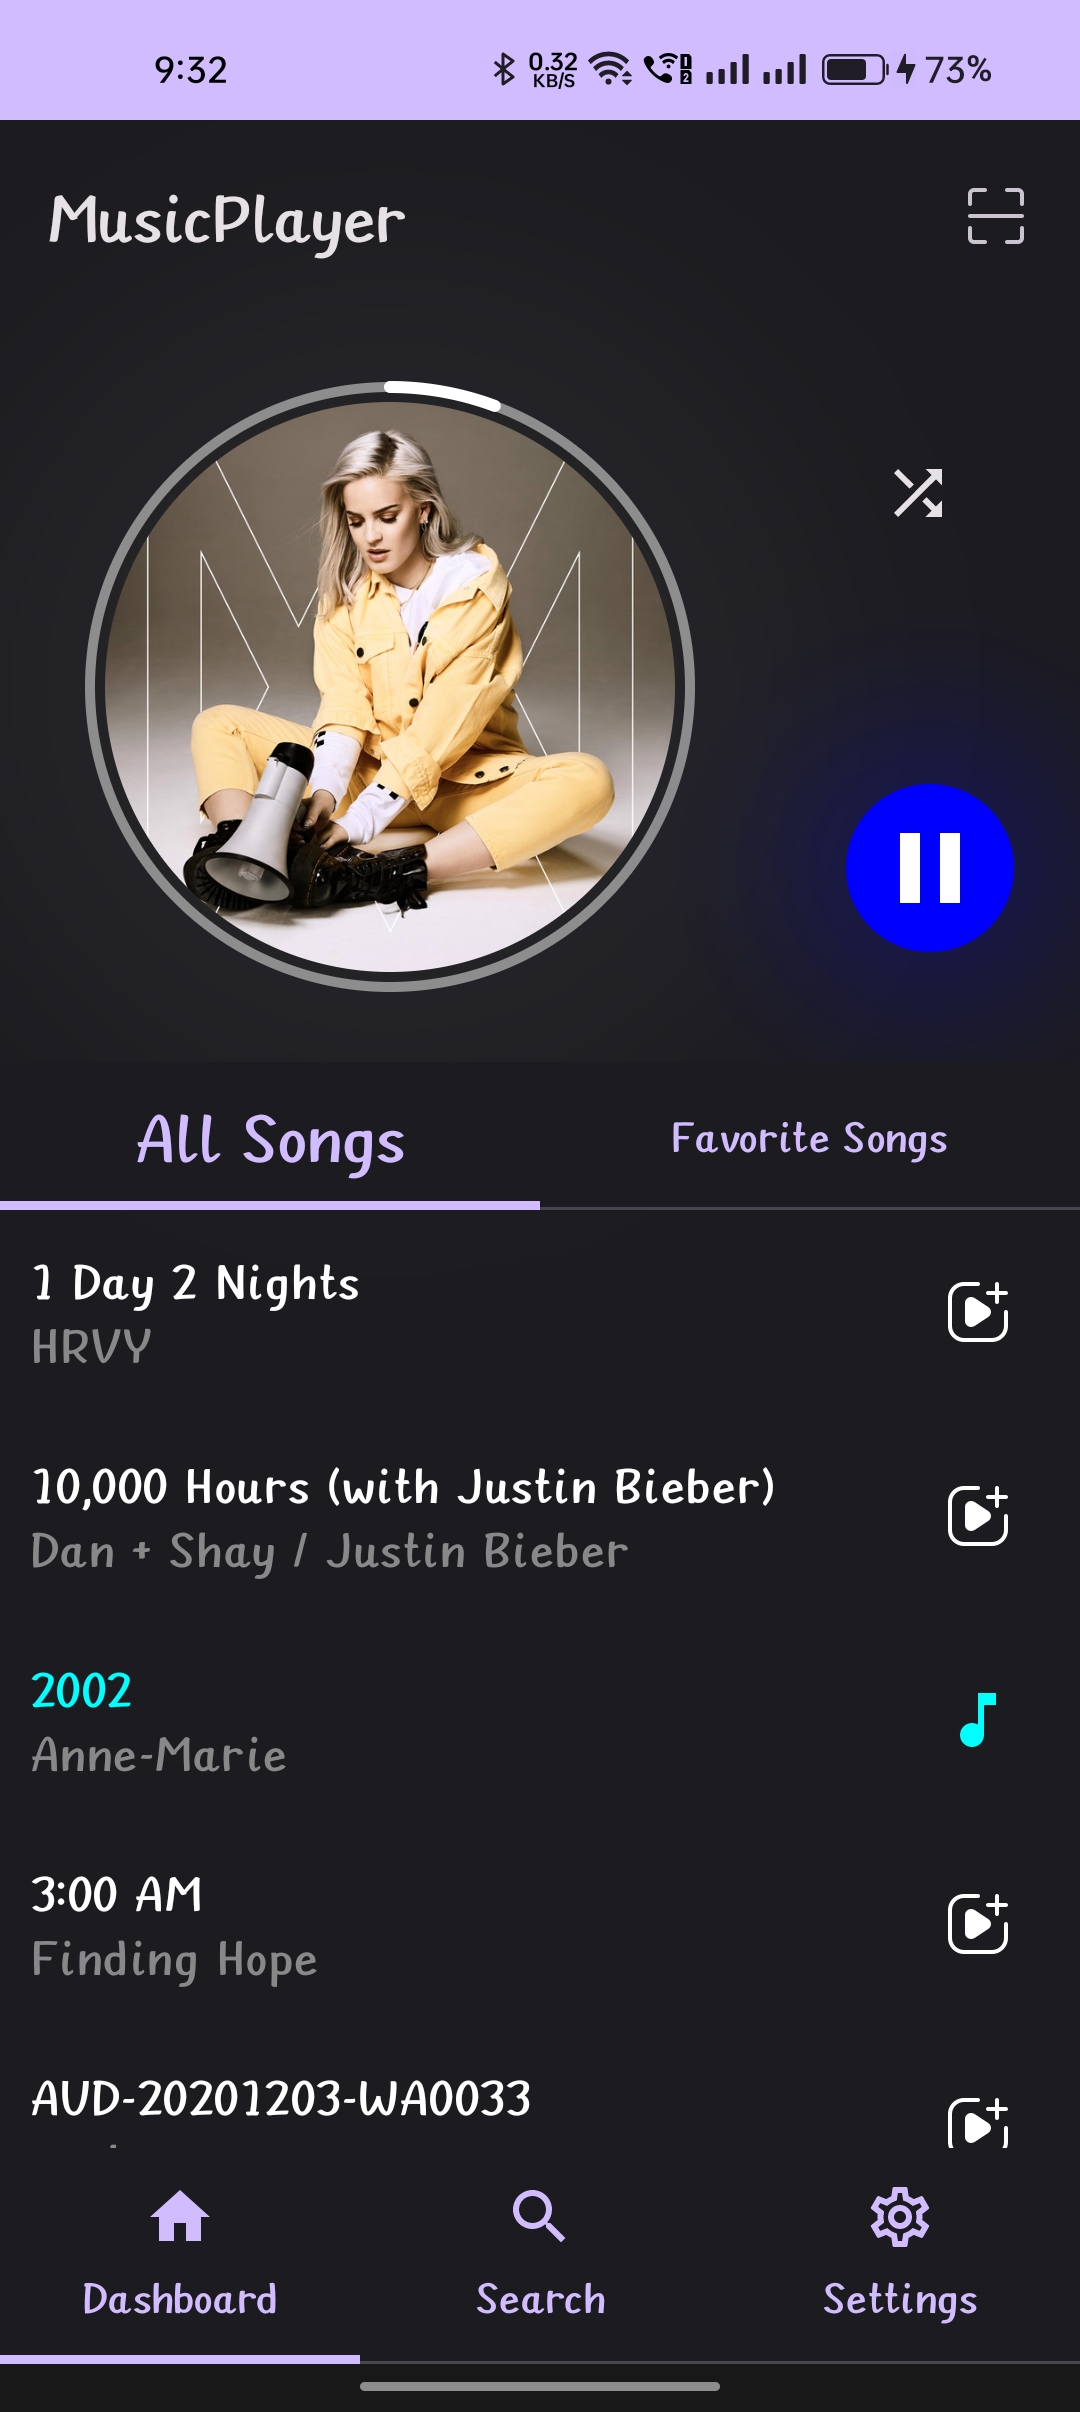 9:32 0.32 KB/S 1 2 73%
MusicPlayer
All Songs Favorite Songs
1 Day 2 Nights
HRVY
10,000 Hours (with Justin Bieber)
Dan + Shay / Justin Bieber
2002
Anne-Marie
3:00 AM
Finding Hope
AUD-20201203-WA0033
Dashboard Search Settings